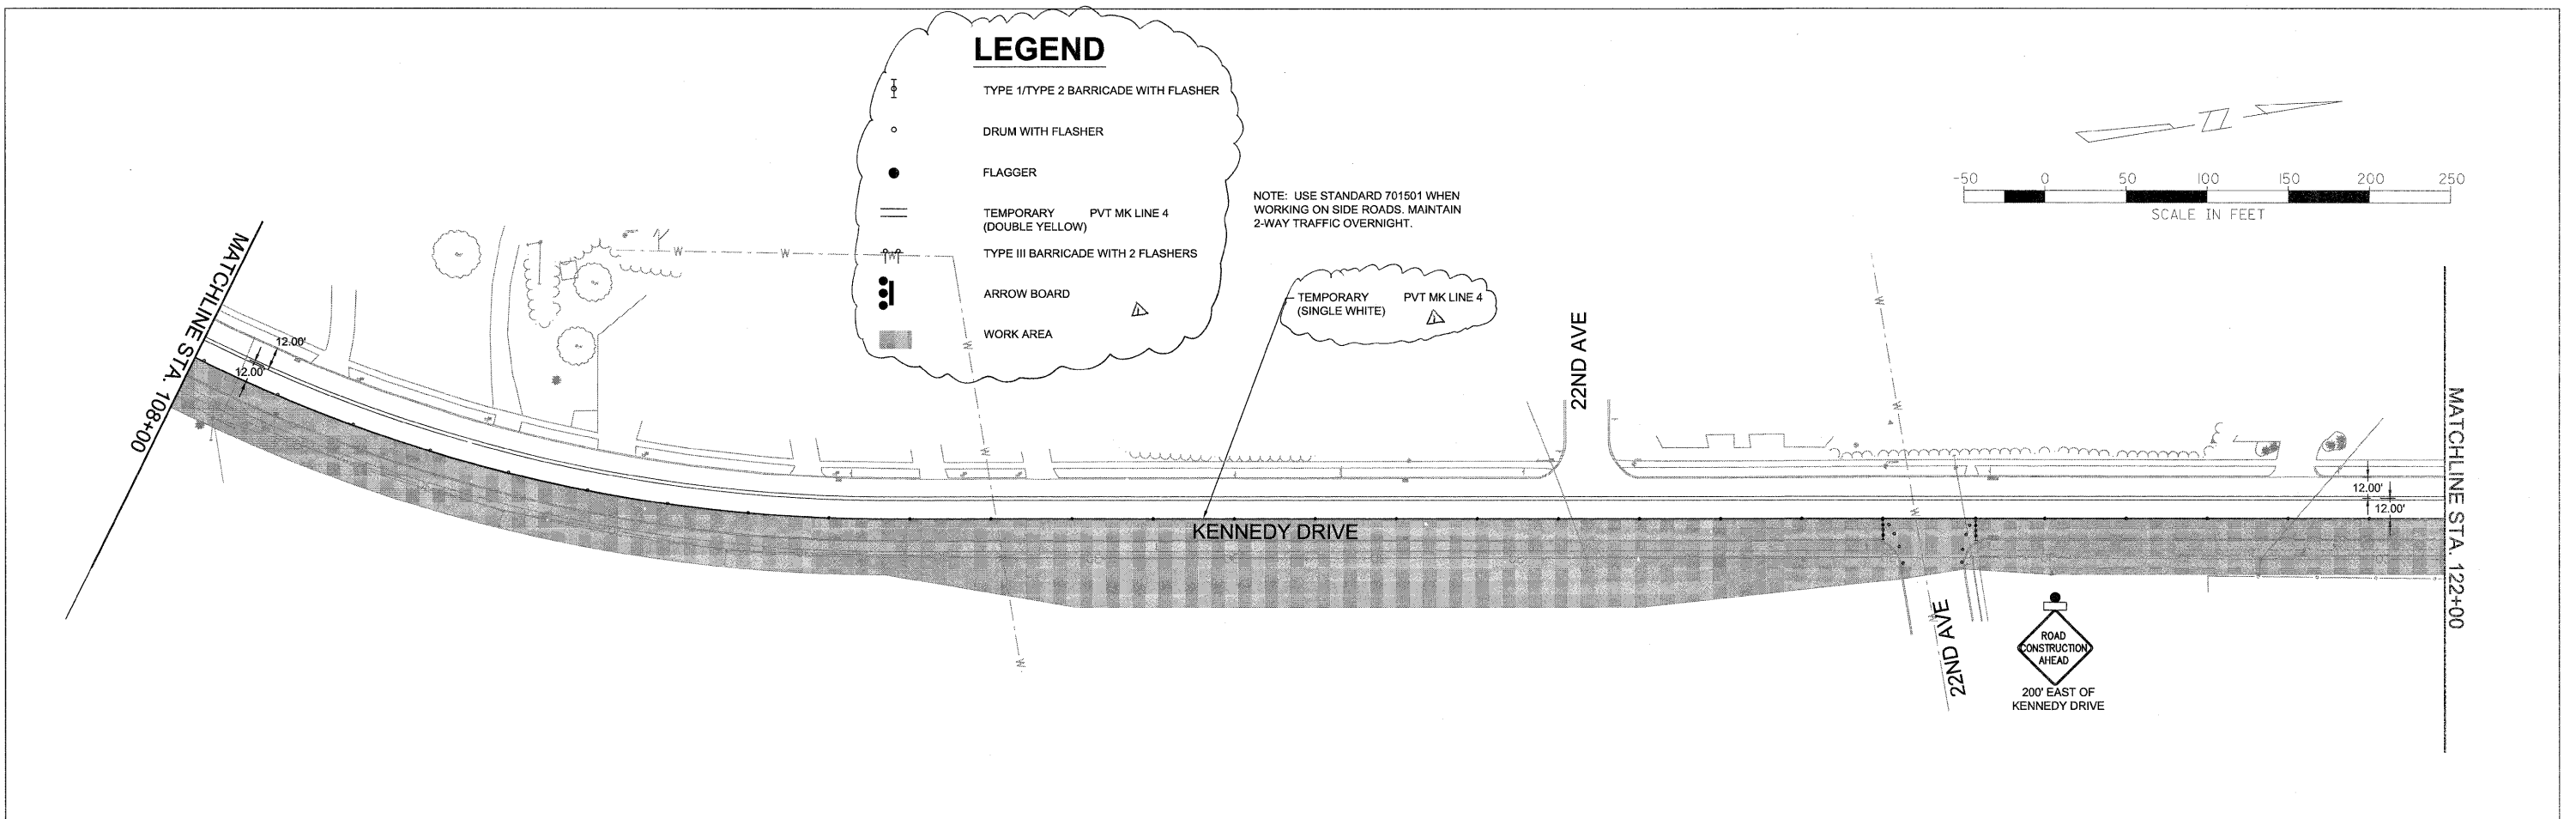 LEGEND
TYPE 1/TYPE 2 BARRICADE WITH FLASHER
DRUM WITH FLASHER
FLAGGER
TEMPORARY PVT MK LINE 4
(DOUBLE YELLOW)
TYPE III BARRICADE WITH 2 FLASHERS
ARROW BOARD
1
WORK AREA
NOTE: USE STANDARD 701501 WHEN
WORKING ON SIDE ROADS. MAINTAIN
2-WAY TRAFFIC OVERNIGHT.
TEMPORARY PVT MK LINE 4
(SINGLE WHITE)
1
Z
-50 0 50 100 150 200 250
SCALE IN FEET
MATCHLINE STA. 108+00
12.00'
12.00'
W
W
W
W
W
W
W
W
W
W
22ND AVE
KENNEDY DRIVE
22ND AVE
12.00'
12.00'
MATCHLINE STA. 122+00
ROAD
CONSTRUCTION
AHEAD
200' EAST OF
KENNEDY DRIVE